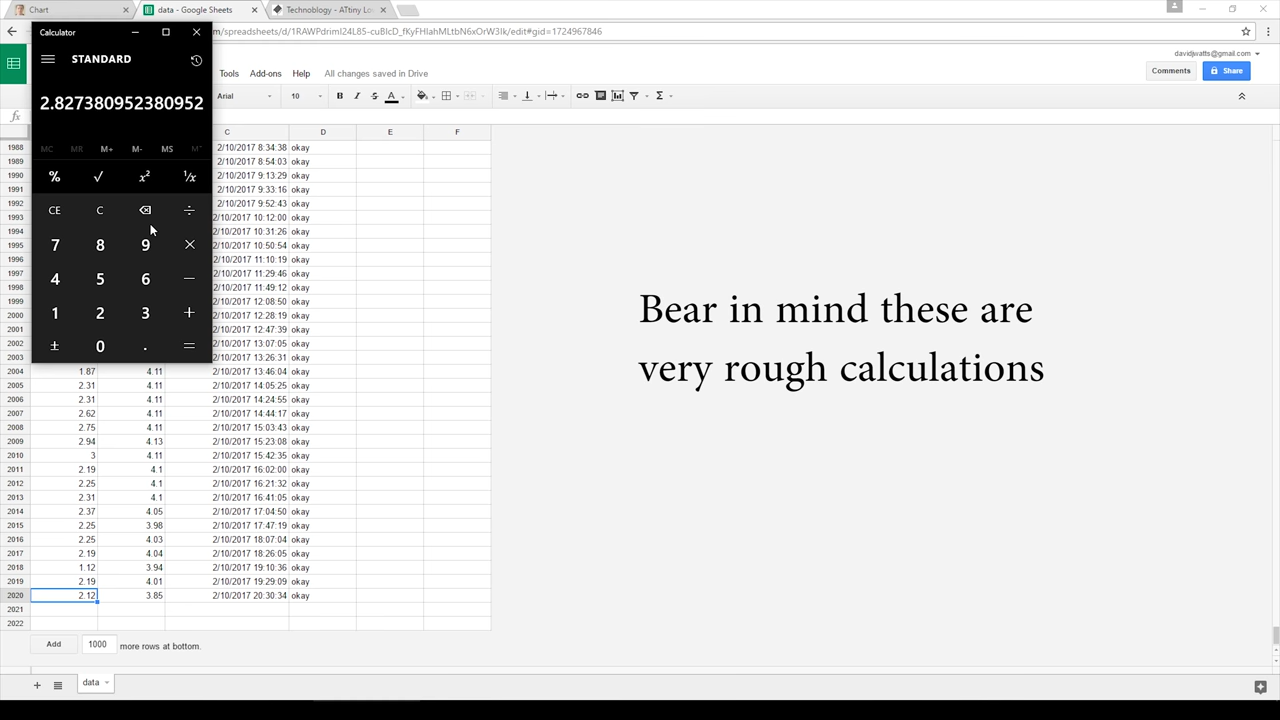 Chart
data - Google Sheets
Technoblogy - ATtiny Lo
Calculator
m/spreadsheets/d/1RAWPdrimI24L85-cuBIcD_fKyFHlahMLtbN6xOrW3Ik/edit#gid=1724967846
davidjwatts@gmail.com
STANDARD
Tools Add-ons Help All changes saved in Drive
Comments Share
2.827380952380952
Arial 10 B I S A Σ
fx
MC MR M+ M- MS M˅
C D E F
1988 2/10/2017 8:34:38 okay
1989 2/10/2017 8:54:03 okay
1990 2/10/2017 9:13:29 okay
1991 2/10/2017 9:33:16 okay
1992 2/10/2017 9:52:43 okay
1993 2/10/2017 10:12:00 okay
1994 2/10/2017 10:31:26 okay
1995 2/10/2017 10:50:54 okay
1996 2/10/2017 11:10:19 okay
1997 2/10/2017 11:29:46 okay
1998 2/10/2017 11:49:12 okay
1999 2/10/2017 12:08:50 okay
2000 2/10/2017 12:28:19 okay
2001 2/10/2017 12:47:39 okay
2002 2/10/2017 13:07:05 okay
2003 2/10/2017 13:26:31 okay
% √ x² ¹/x
CE C ⌫ ÷
7 8 9 ×
4 5 6 −
1 2 3 +
± 0 . =
2004 1.87 4.11 2/10/2017 13:46:04 okay
2005 2.31 4.11 2/10/2017 14:05:25 okay
2006 2.31 4.11 2/10/2017 14:24:55 okay
2007 2.62 4.11 2/10/2017 14:44:17 okay
2008 2.75 4.11 2/10/2017 15:03:43 okay
2009 2.94 4.13 2/10/2017 15:23:08 okay
2010 3 4.11 2/10/2017 15:42:35 okay
2011 2.19 4.1 2/10/2017 16:02:00 okay
2012 2.25 4.1 2/10/2017 16:21:32 okay
2013 2.31 4.1 2/10/2017 16:41:05 okay
2014 2.37 4.05 2/10/2017 17:04:50 okay
2015 2.25 3.98 2/10/2017 17:47:19 okay
2016 2.25 4.03 2/10/2017 18:07:04 okay
2017 2.19 4.04 2/10/2017 18:26:05 okay
2018 1.12 3.94 2/10/2017 19:10:36 okay
2019 2.19 4.01 2/10/2017 19:29:09 okay
2020 2.12 3.85 2/10/2017 20:30:34 okay
2021
2022
Bear in mind these are
very rough calculations
Add 1000 more rows at bottom.
+ data